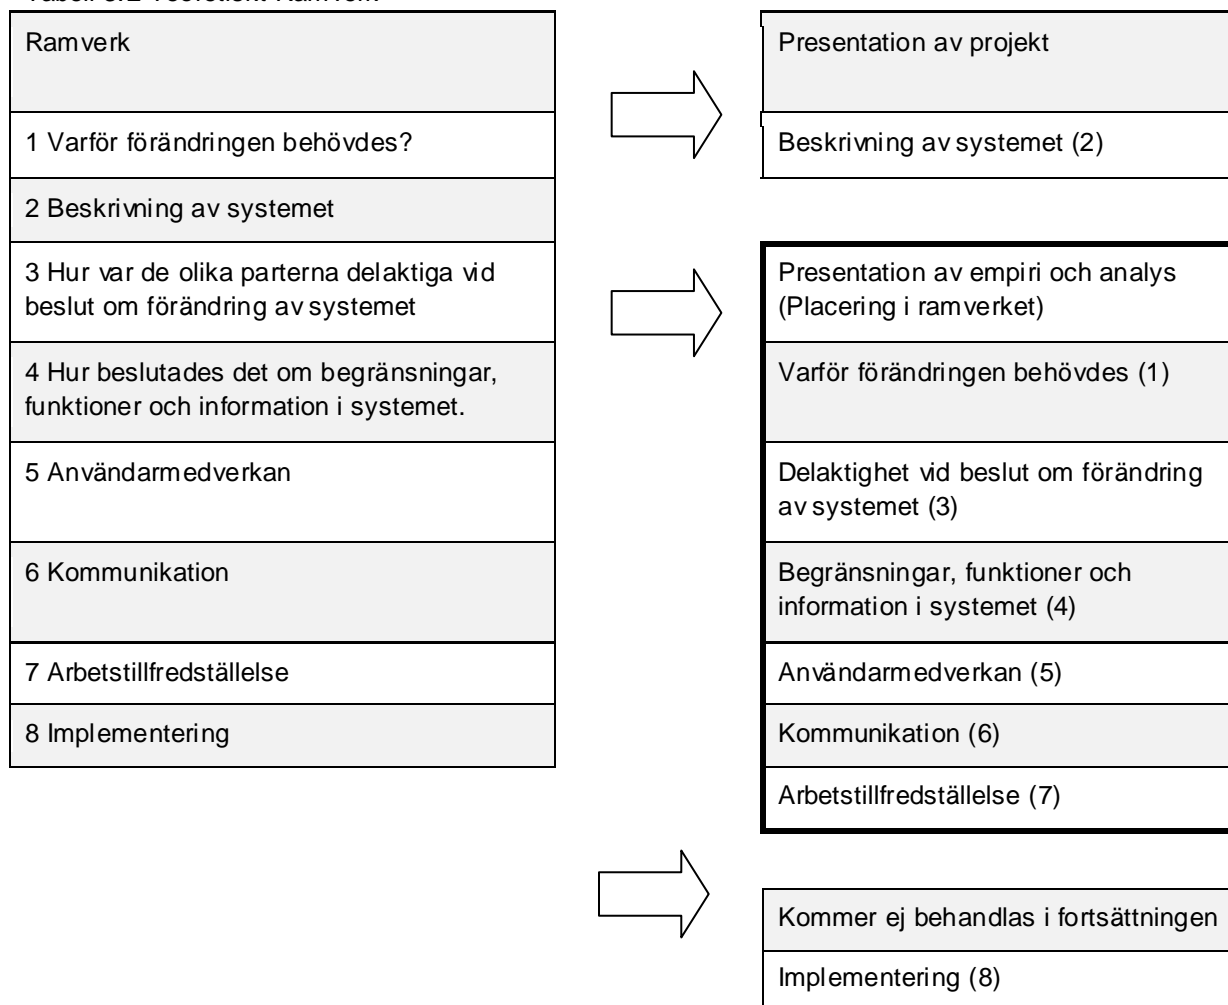 Ramverk
1 Varför förändringen behövdes?
2 Beskrivning av systemet
3 Hur var de olika parterna delaktiga vid
beslut om förändring av systemet
4 Hur beslutades det om begränsningar,
funktioner och information i systemet.
5 Användarmedverkan
6 Kommunikation
7 Arbetstillfredställelse
8 Implementering
Presentation av projekt
Beskrivning av systemet (2)
Presentation av empiri och analys
(Placering i ramverket)
Varför förändringen behövdes (1)
Delaktighet vid beslut om förändring
av systemet (3)
Begränsningar, funktioner och
information i systemet (4)
Användarmedverkan (5)
Kommunikation (6)
Arbetstillfredställelse (7)
Kommer ej behandlas i fortsättningen
Implementering (8)